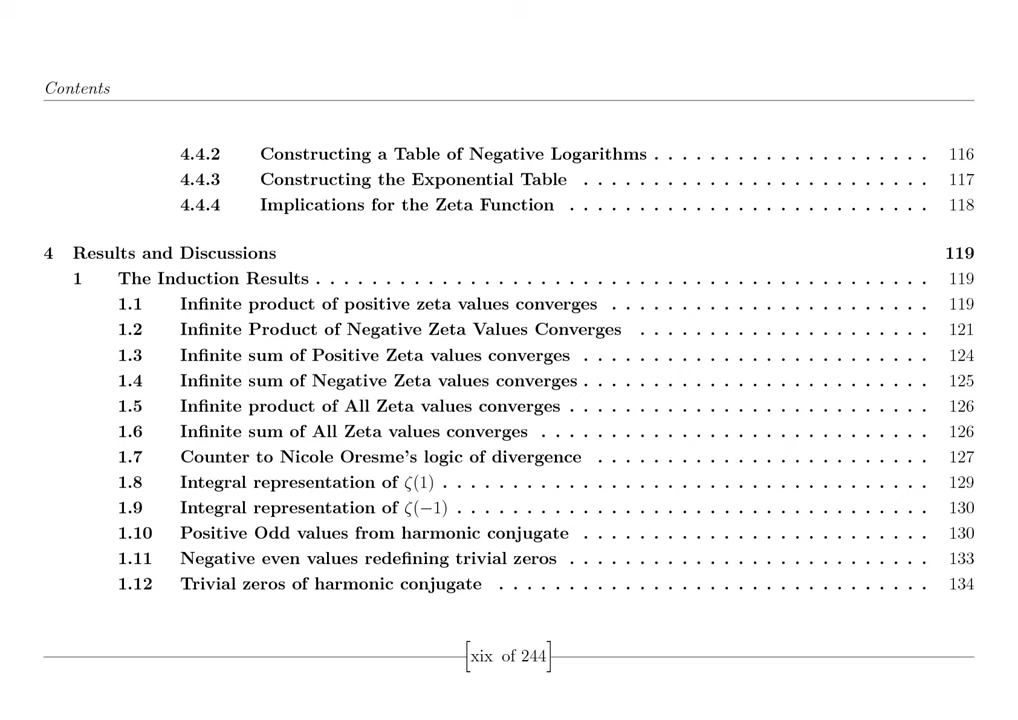 Contents
4.4.2 Constructing a Table of Negative Logarithms . . . . . . . . . . . . . . . . . . . . 116
4.4.3 Constructing the Exponential Table . . . . . . . . . . . . . . . . . . . . . . . . . 117
4.4.4 Implications for the Zeta Function . . . . . . . . . . . . . . . . . . . . . . . . . . 118
4 Results and Discussions 119
1 The Induction Results . . . . . . . . . . . . . . . . . . . . . . . . . . . . . . . . . . . . . . . . . . . . 119
1.1 Infinite product of positive zeta values converges . . . . . . . . . . . . . . . . . . . . . . . 119
1.2 Infinite Product of Negative Zeta Values Converges . . . . . . . . . . . . . . . . . . . . . 121
1.3 Infinite sum of Positive Zeta values converges . . . . . . . . . . . . . . . . . . . . . . . . . 124
1.4 Infinite sum of Negative Zeta values converges . . . . . . . . . . . . . . . . . . . . . . . . . 125
1.5 Infinite product of All Zeta values converges . . . . . . . . . . . . . . . . . . . . . . . . . . 126
1.6 Infinite sum of All Zeta values converges . . . . . . . . . . . . . . . . . . . . . . . . . . . . 126
1.7 Counter to Nicole Oresme's logic of divergence . . . . . . . . . . . . . . . . . . . . . . . . 127
1.8 Integral representation of ζ(1) . . . . . . . . . . . . . . . . . . . . . . . . . . . . . . . . . . . 129
1.9 Integral representation of ζ(−1) . . . . . . . . . . . . . . . . . . . . . . . . . . . . . . . . . . 130
1.10 Positive Odd values from harmonic conjugate . . . . . . . . . . . . . . . . . . . . . . . . . 130
1.11 Negative even values redefining trivial zeros . . . . . . . . . . . . . . . . . . . . . . . . . . 133
1.12 Trivial zeros of harmonic conjugate . . . . . . . . . . . . . . . . . . . . . . . . . . . . . . . 134
[xix of 244]